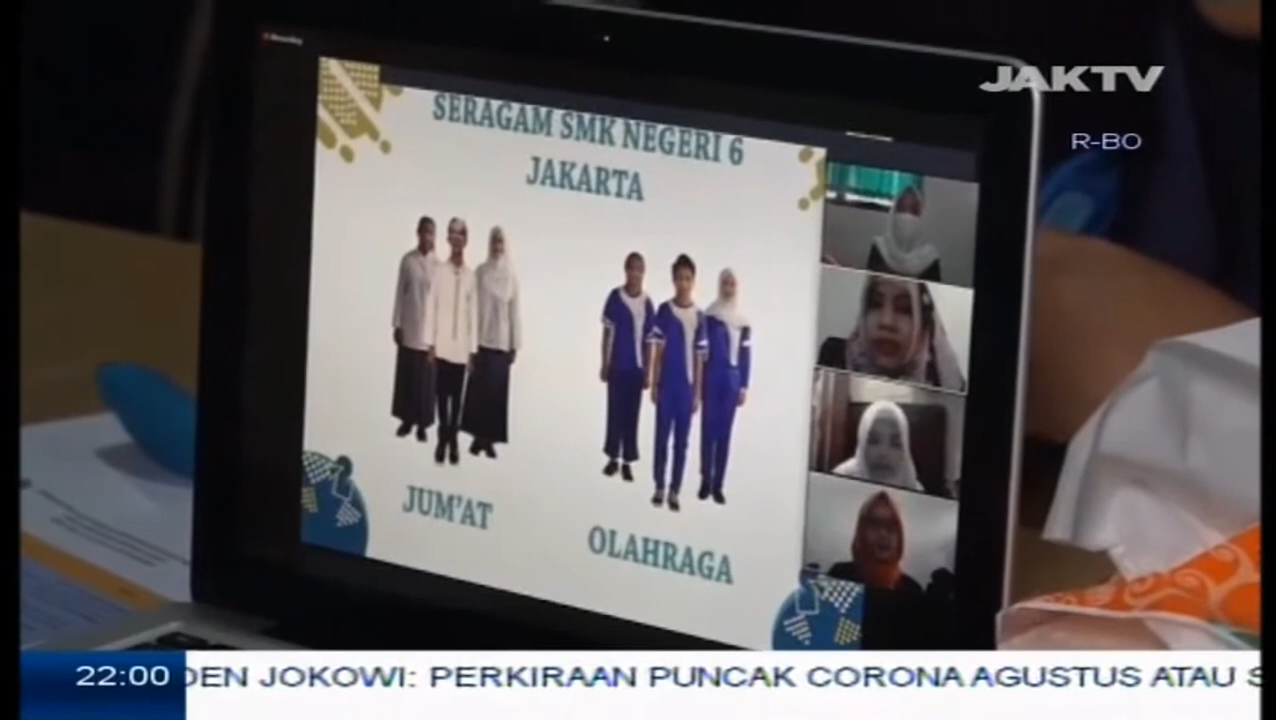 JAKTV
R-BO
SERAGAM SMK NEGERI 6
JAKARTA
JUM'AT
OLAHRAGA
22:00
DEN JOKOWI: PERKIRAAN PUNCAK CORONA AGUSTUS ATAU S